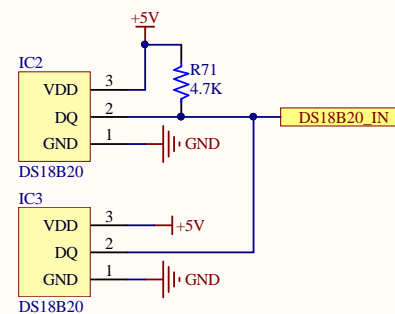 +5V
IC2
VDD 3
R71
4.7K
DQ 2
DS18B20_IN
GND 1
GND
DS18B20
IC3
VDD 3
+5V
DQ 2
GND 1
GND
DS18B20